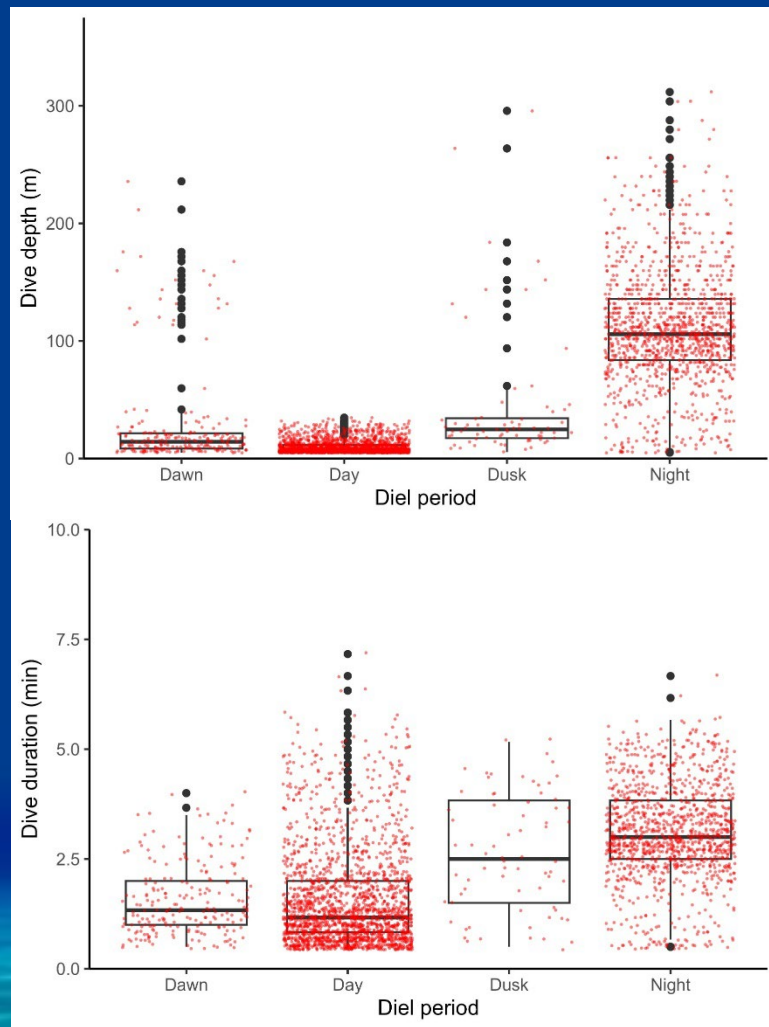 Dive depth (m)
300
200
100
0
Dawn Day Dusk Night
Diel period
Dive duration (min)
10.0
7.5
5.0
2.5
0.0
Dawn Day Dusk Night
Diel period